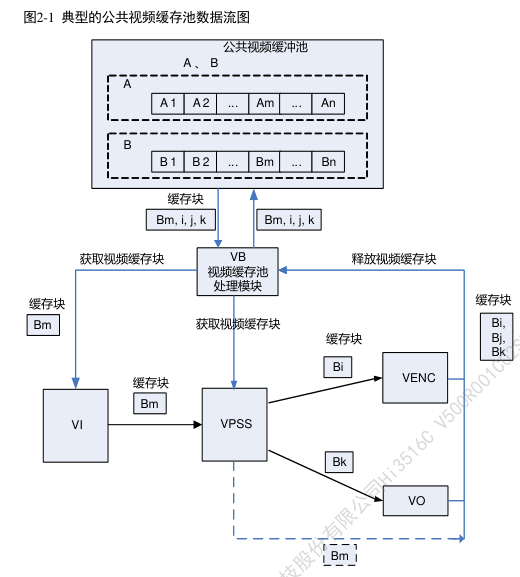 图2-1 典型的公共视频缓存池数据流图
公共视频缓冲池
A 、 B
A
A 1 A 2 ... Am ... An
B
B 1 B 2 ... Bm ... Bn
缓存块
Bm, i, j, k
Bm, i, j, k
VB
视频缓存池
处理模块
获取视频缓存块
释放视频缓存块
缓存块
Bm
获取视频缓存块
缓存块
Bi,
Bj,
Bk
缓存块
Bi
缓存块
Bm
VENC
VI
VPSS
Bk
VO
Bm
技股份有限公司Hi3516C V500R001C02S